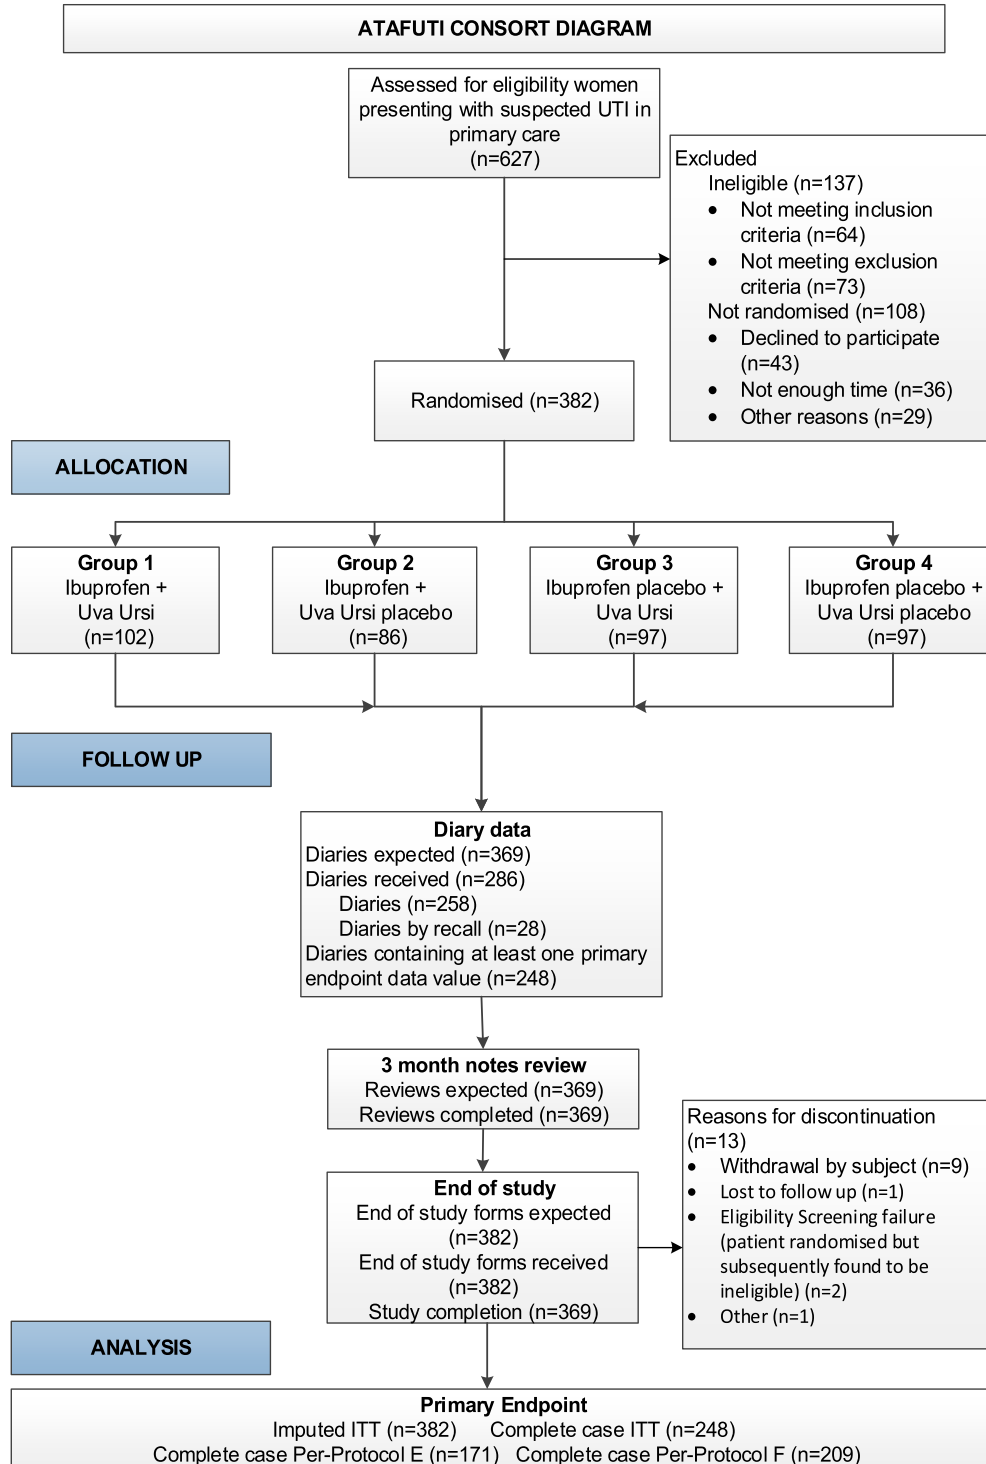 ATAFUTI CONSORT DIAGRAM
Assessed for eligibility women
presenting with suspected UTI in
primary care
(n=627)
Excluded
Ineligible (n=137)
• Not meeting inclusion
criteria (n=64)
• Not meeting exclusion
criteria (n=73)
Not randomised (n=108)
• Declined to participate
(n=43)
• Not enough time (n=36)
• Other reasons (n=29)
Randomised (n=382)
ALLOCATION
Group 1
Ibuprofen +
Uva Ursi
(n=102)
Group 2
Ibuprofen +
Uva Ursi placebo
(n=86)
Group 3
Ibuprofen placebo +
Uva Ursi
(n=97)
Group 4
Ibuprofen placebo +
Uva Ursi placebo
(n=97)
FOLLOW UP
Diary data
Diaries expected (n=369)
Diaries received (n=286)
Diaries (n=258)
Diaries by recall (n=28)
Diaries containing at least one primary
endpoint data value (n=248)
3 month notes review
Reviews expected (n=369)
Reviews completed (n=369)
End of study
End of study forms expected
(n=382)
End of study forms received
(n=382)
Study completion (n=369)
Reasons for discontinuation
(n=13)
• Withdrawal by subject (n=9)
• Lost to follow up (n=1)
• Eligibility Screening failure
(patient randomised but
subsequently found to be
ineligible) (n=2)
• Other (n=1)
ANALYSIS
Primary Endpoint
Imputed ITT (n=382) Complete case ITT (n=248)
Complete case Per-Protocol E (n=171) Complete case Per-Protocol F (n=209)